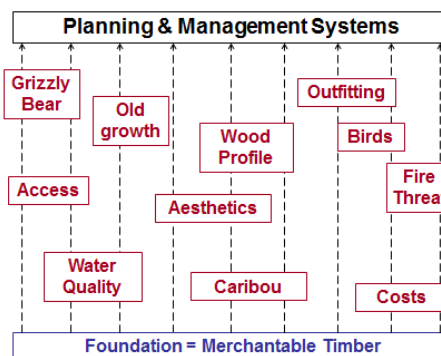 Planning & Management Systems
Grizzly
Bear
Old
growth
Outfitting
Wood
Profile
Birds
Fire
Threat
Access
Aesthetics
Water
Quality
Caribou
Costs
Foundation = Merchantable Timber